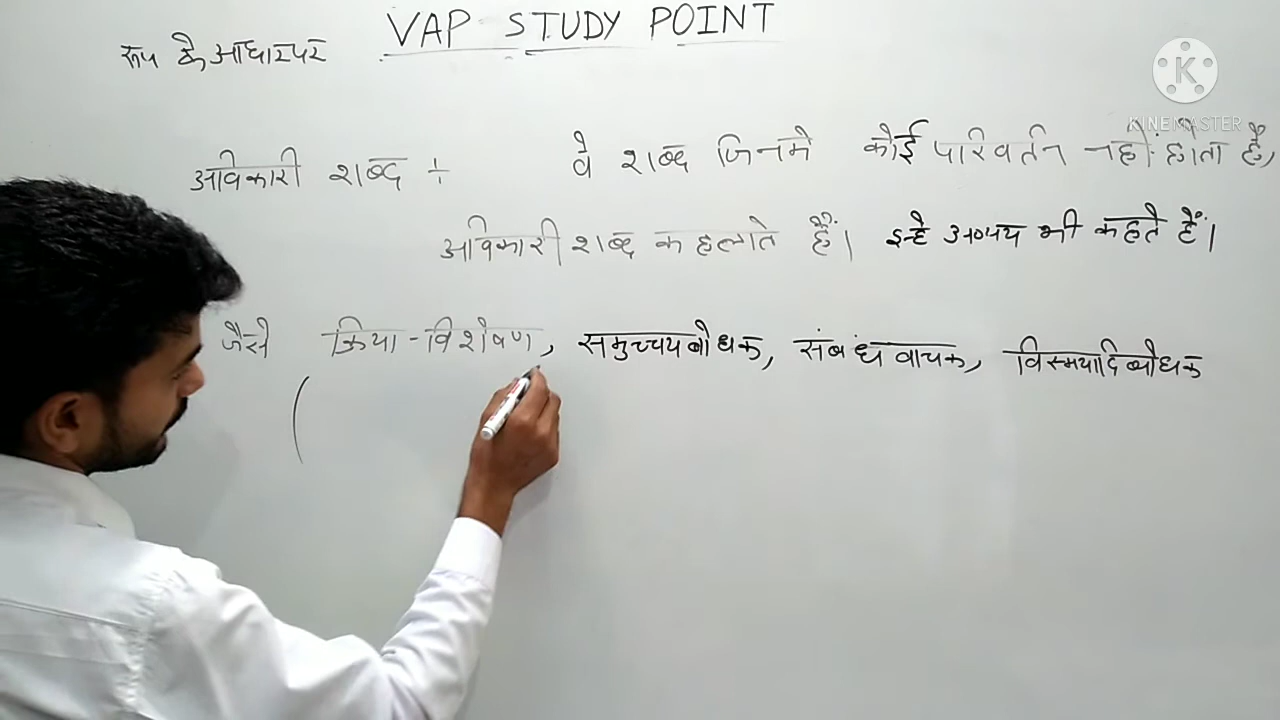 VAP STUDY POINT
रूप के आधारपर
K
KINEMASTER
अविकारी शब्द ÷ वे शब्द जिनमे कोई परिवर्तन नहीं होता है,
अविकारी शब्द कहलाते हैं। इन्हे अव्यय भी कहते हैं।
जैसे क्रिया-विशेषण, समुच्चयबोधक, संबंधवाचक, विस्मयादिबोधक
(